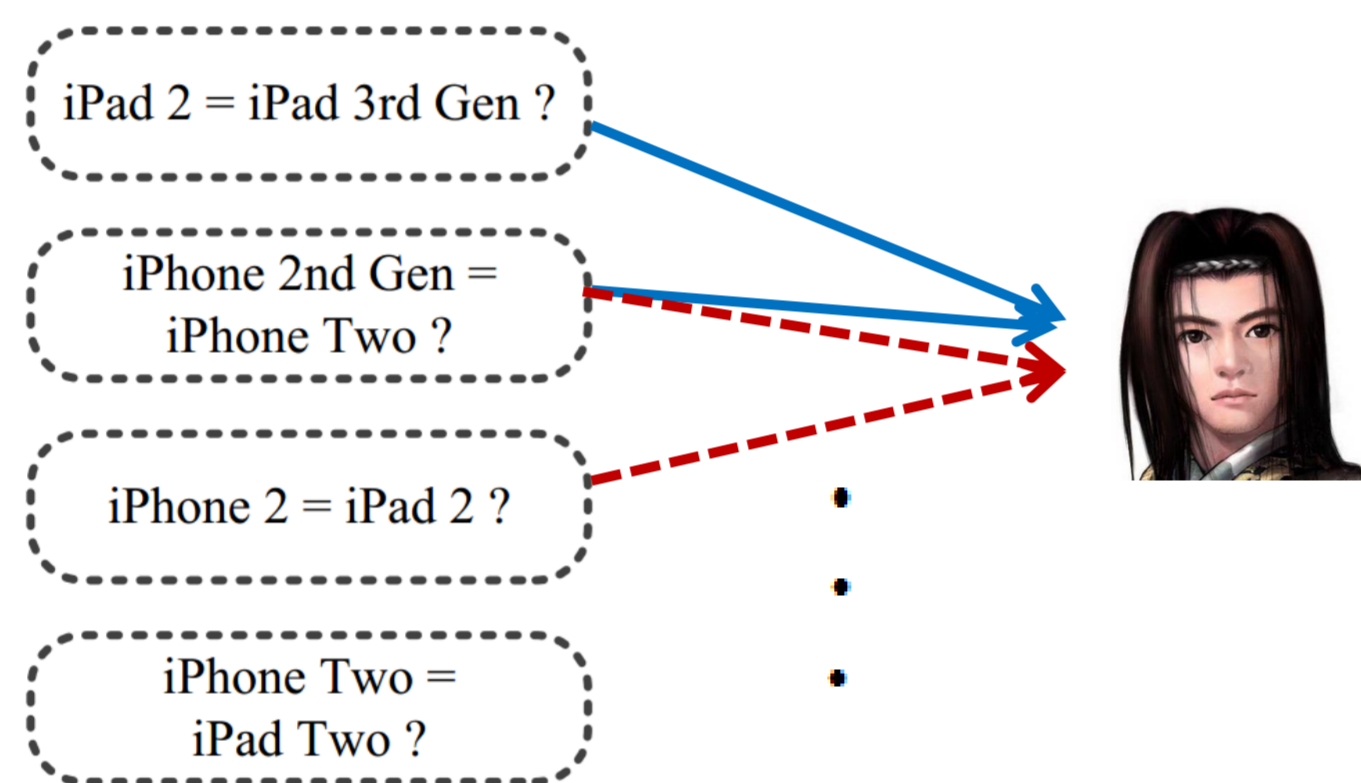 iPad 2 = iPad 3rd Gen ?
iPhone 2nd Gen =
iPhone Two ?
iPhone 2 = iPad 2 ?
iPhone Two =
iPad Two ?